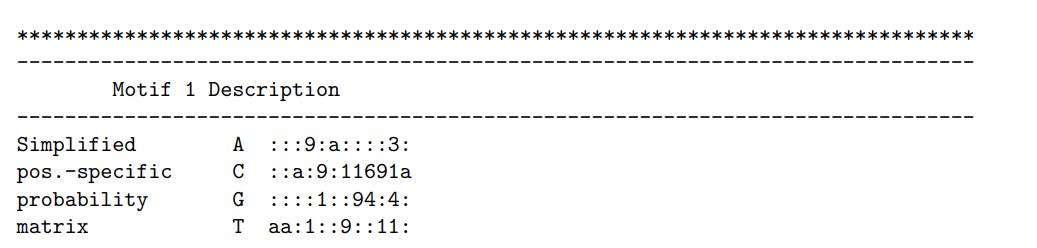 ********************************************************************************
--------------------------------------------------------------------------------
        Motif 1 Description
--------------------------------------------------------------------------------
Simplified        A  :::9:a::::3:
pos.-specific     C  ::a:9:11691a
probability       G  ::::1::94:4:
matrix            T  aa:1::9::11: